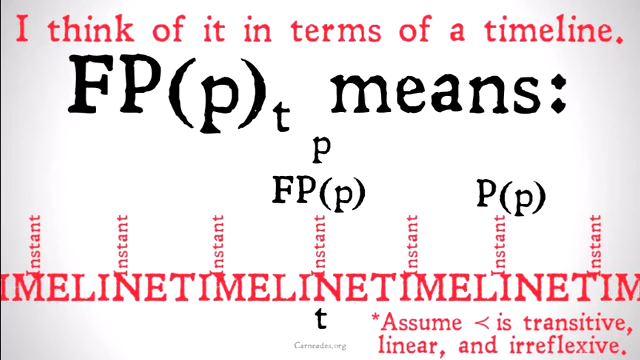 I think of it in terms of a timeline.
FP(p)t means:
p
FP(p) P(p)
Instant Instant Instant Instant Instant Instant Instant
IMELINETIMELINETIMELINETIM
t
*Assume ≺ is transitive,
linear, and irreflexive.
Carneades.org